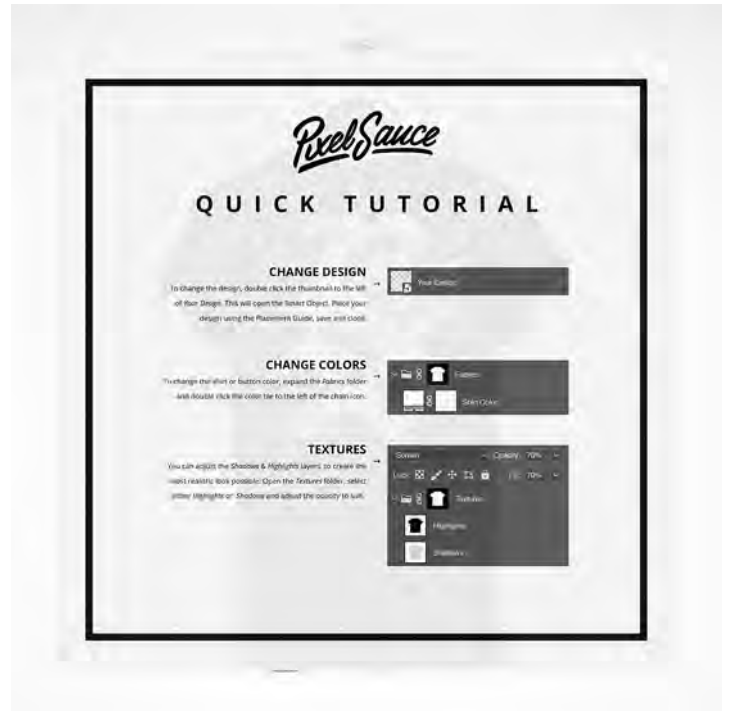 PixelSauce
QUICK TUTORIAL
CHANGE DESIGN
To change the design, double click the thumbnail to the left
of Your Design. This will open the Smart Object. Place your
design using the Placement Guide, save and close.
Your Design
CHANGE COLORS
To change the shirt or button color, expand the Fabrics folder
and double click the color tile to the left of the chain icon.
Fabrics
Shirt Color
TEXTURES
You can adjust the Shadows & Highlights layers, to create the
most realistic look possible. Open the Textures folder, select
either Highlights or Shadows and adjust the opacity to suit.
Screen Opacity: 70%
Lock: Fill: 70%
Textures
Highlights
Shadows